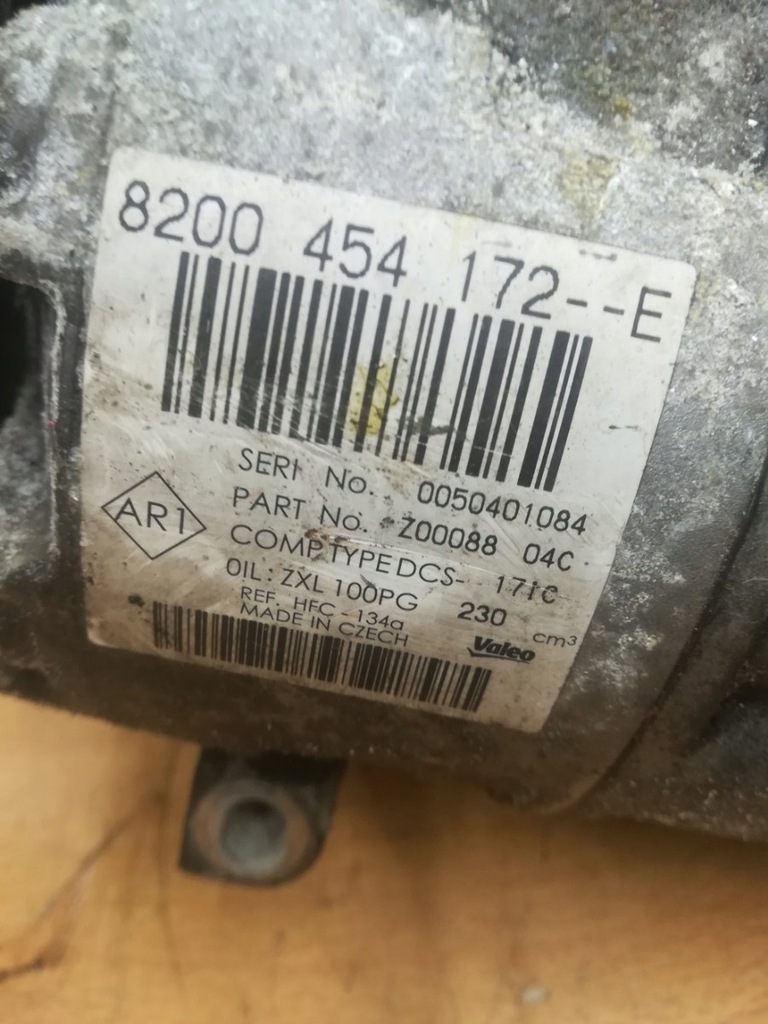 8200 454 172--E
SERI No. 0050401084
AR1
PART No. Z00088 04C
COMP.TYPE DCS- 17IC
OIL: ZXL 100PG 230 cm³
REF. HFC-134a
MADE IN CZECH
Valeo